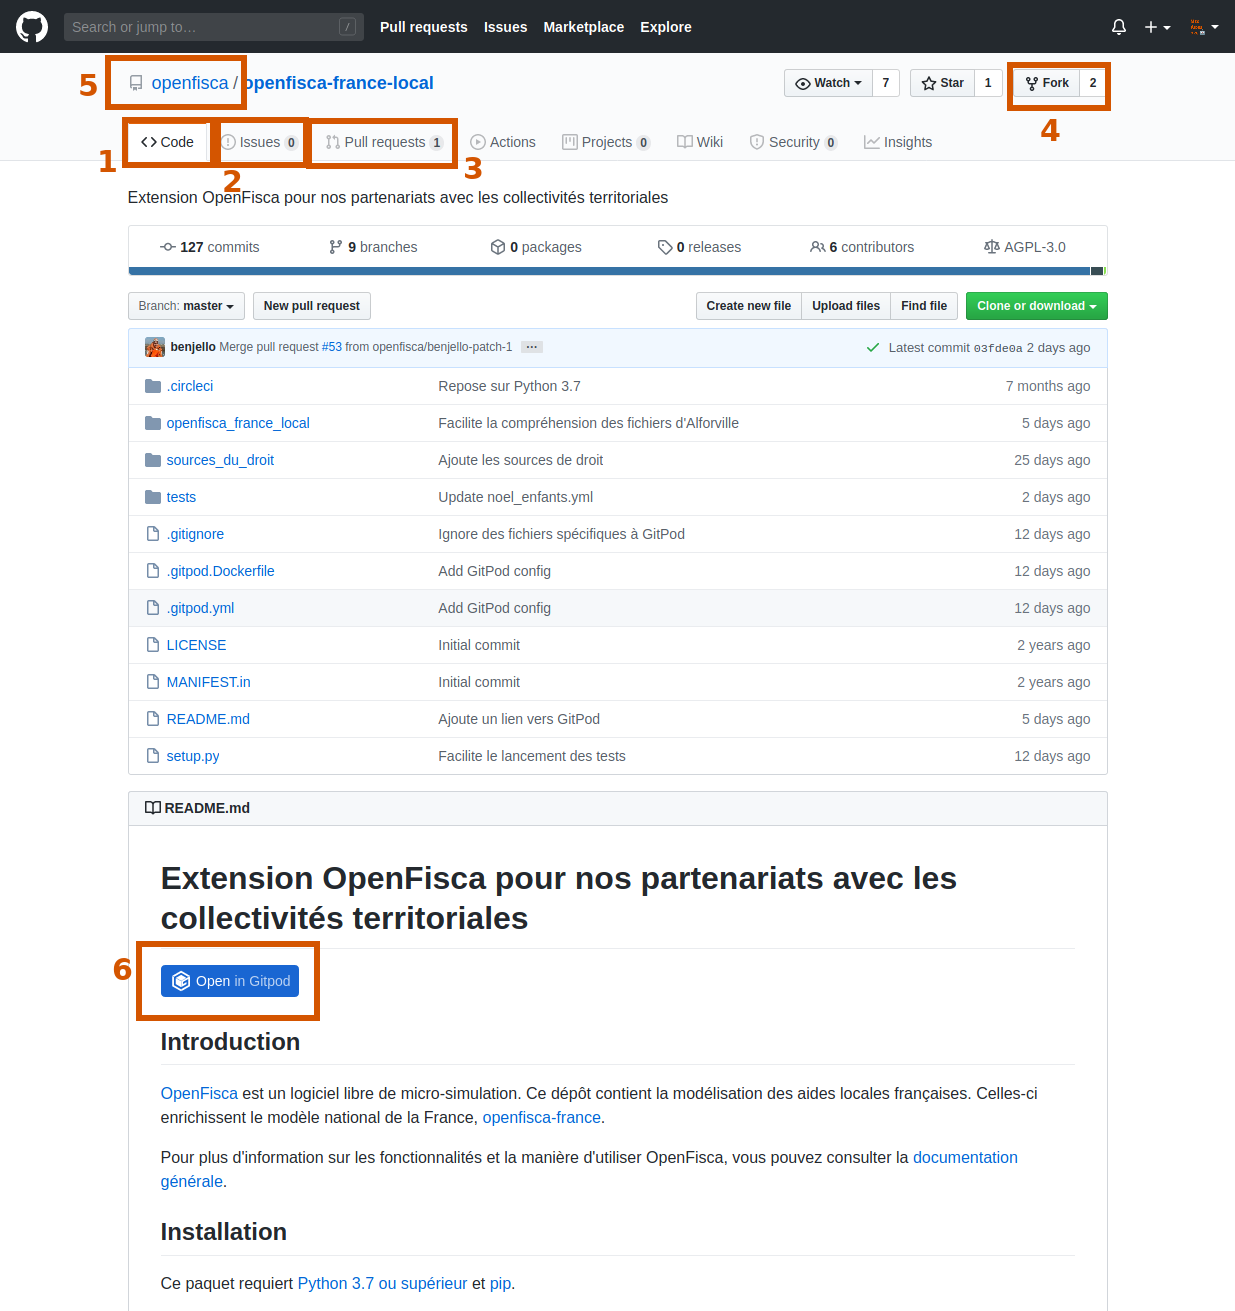 Search or jump to… / Pull requests Issues Marketplace Explore
5 openfisca / openfisca-france-local Watch 7 Star 1 Fork 2
4
Code Issues 0 Pull requests 1 Actions Projects 0 Wiki Security 0 Insights
1 2 3
Extension OpenFisca pour nos partenariats avec les collectivités territoriales
127 commits 9 branches 0 packages 0 releases 6 contributors AGPL-3.0
Branch: master New pull request Create new file Upload files Find file Clone or download
benjello Merge pull request #53 from openfisca/benjello-patch-1 … Latest commit 03fde0a 2 days ago
.circleci Repose sur Python 3.7 7 months ago
openfisca_france_local Facilite la compréhension des fichiers d'Alforville 5 days ago
sources_du_droit Ajoute les sources de droit 25 days ago
tests Update noel_enfants.yml 2 days ago
.gitignore Ignore des fichiers spécifiques à GitPod 12 days ago
.gitpod.Dockerfile Add GitPod config 12 days ago
.gitpod.yml Add GitPod config 12 days ago
LICENSE Initial commit 2 years ago
MANIFEST.in Initial commit 2 years ago
README.md Ajoute un lien vers GitPod 5 days ago
setup.py Facilite le lancement des tests 12 days ago
README.md
Extension OpenFisca pour nos partenariats avec les
collectivités territoriales
6 Open in Gitpod
Introduction
OpenFisca est un logiciel libre de micro-simulation. Ce dépôt contient la modélisation des aides locales françaises. Celles-ci
enrichissent le modèle national de la France, openfisca-france.
Pour plus d'information sur les fonctionnalités et la manière d'utiliser OpenFisca, vous pouvez consulter la documentation
générale.
Installation
Ce paquet requiert Python 3.7 ou supérieur et pip.